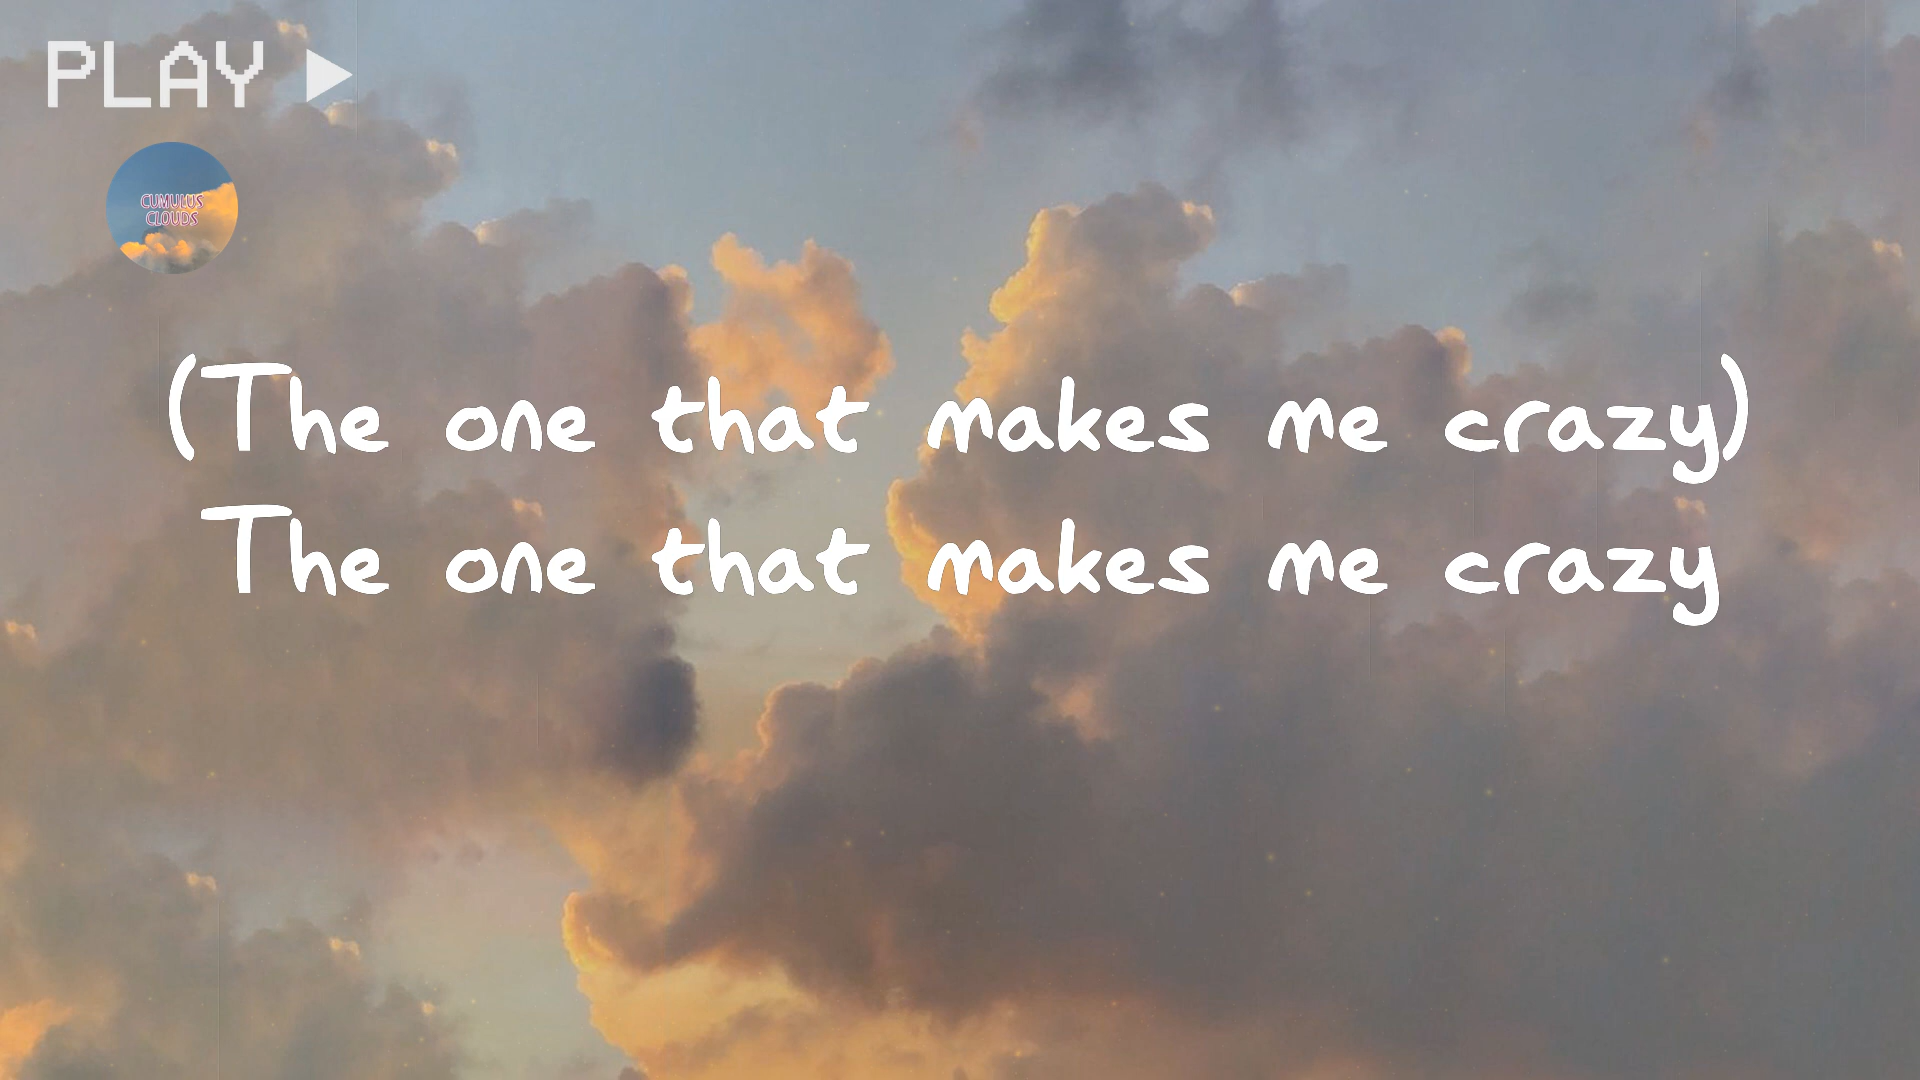 PLAY
CUMULUS
CLOUDS
(The one that makes me crazy)
The one that makes me crazy